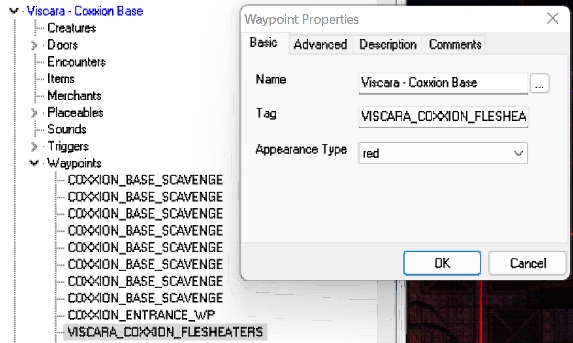 Viscara - Coxxion Base
Creatures
Doors
Encounters
Items
Merchants
Placeables
Sounds
Triggers
Waypoints
COXXION_BASE_SCAVENGE
COXXION_BASE_SCAVENGE
COXXION_BASE_SCAVENGE
COXXION_BASE_SCAVENGE
COXXION_BASE_SCAVENGE
COXXION_BASE_SCAVENGE
COXXION_BASE_SCAVENGE
COXXION_BASE_SCAVENGE
COXXION_ENTRANCE_WP
VISCARA_COXXION_FLESHEATERS
Waypoint Properties
Basic Advanced Description Comments
Name Viscara - Coxxion Base ...
Tag VISCARA_COXXION_FLESHEA
Appearance Type red
OK Cancel